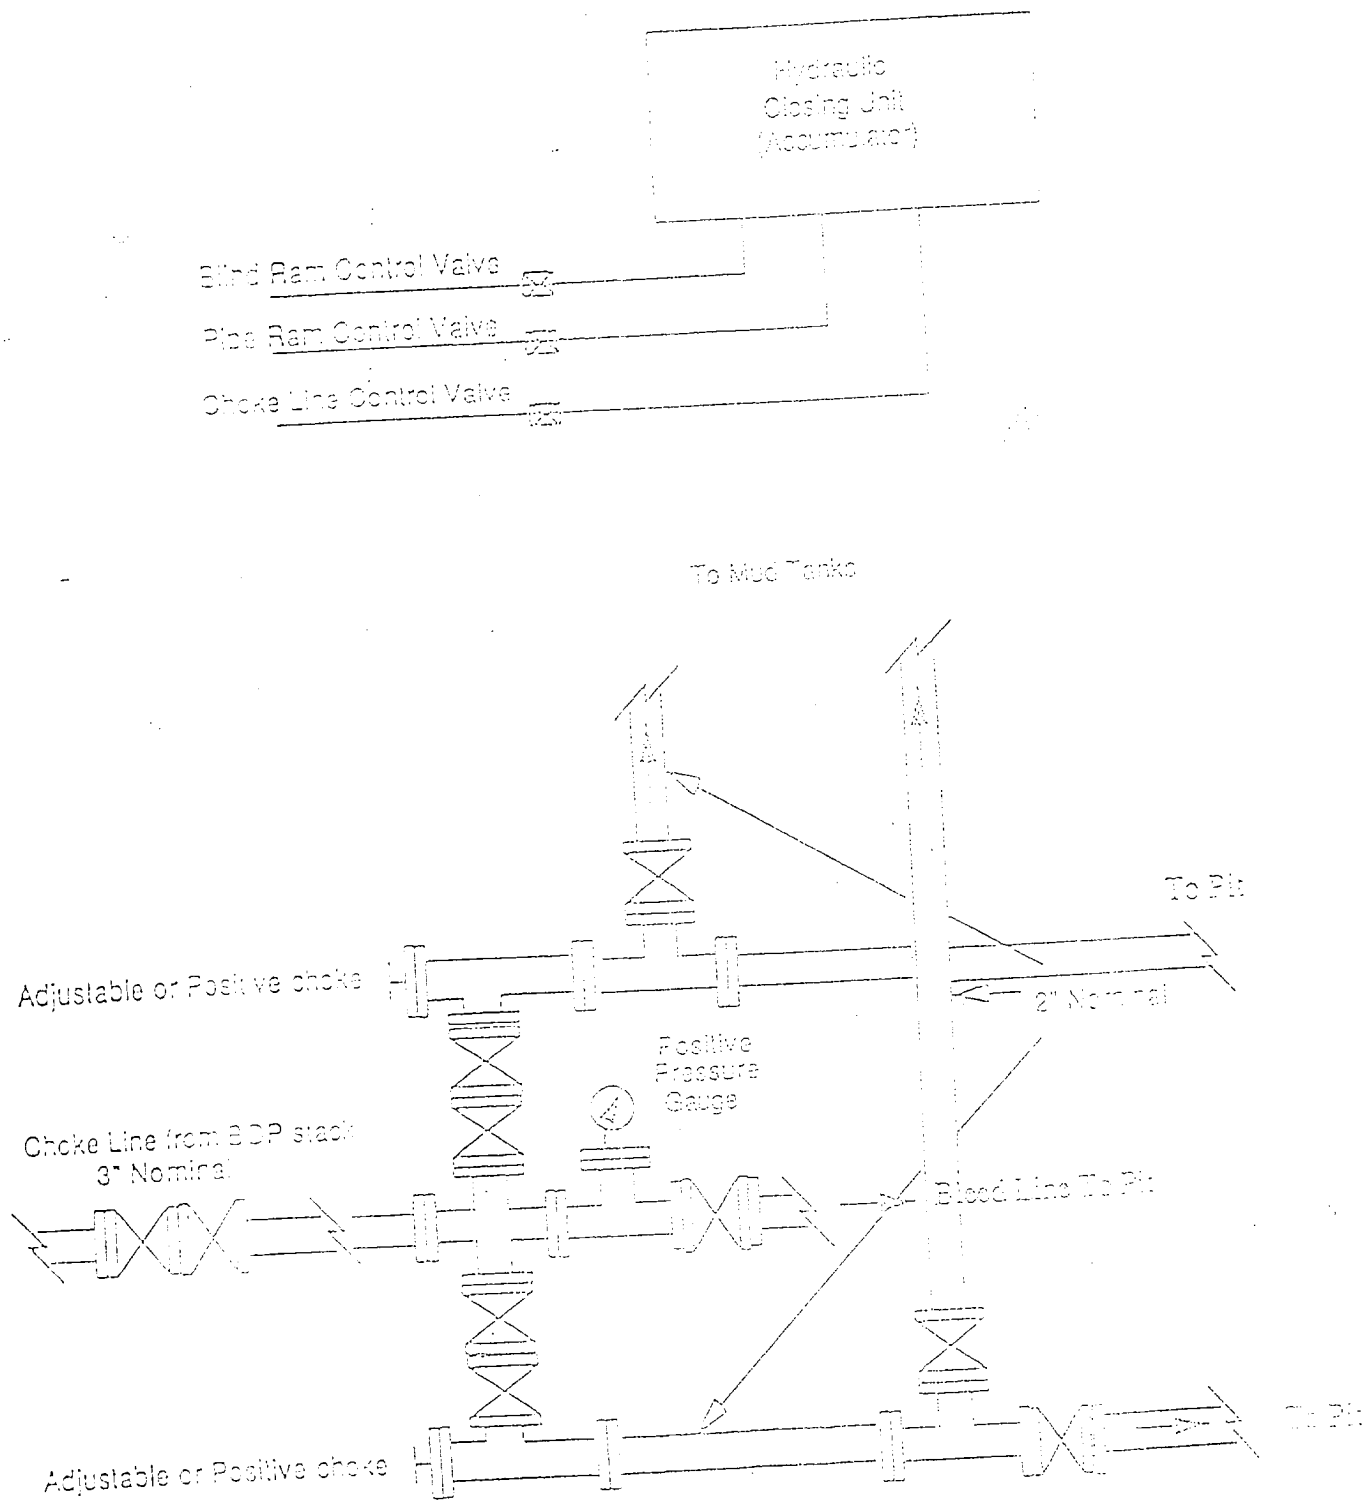 Hydraulic
Closing Unit
(Accumulator)
Blind Ram Control Valve
Pipe Ram Control Valve
Choke Line Control Valve
To Mud Tanks
To Pit
Adjustable or Positive choke
2" Nominal
Positive
Pressure
Gauge
Choke Line from BOP stack
3" Nominal
Bleed Line To Pit
To Pit
Adjustable or Positive choke